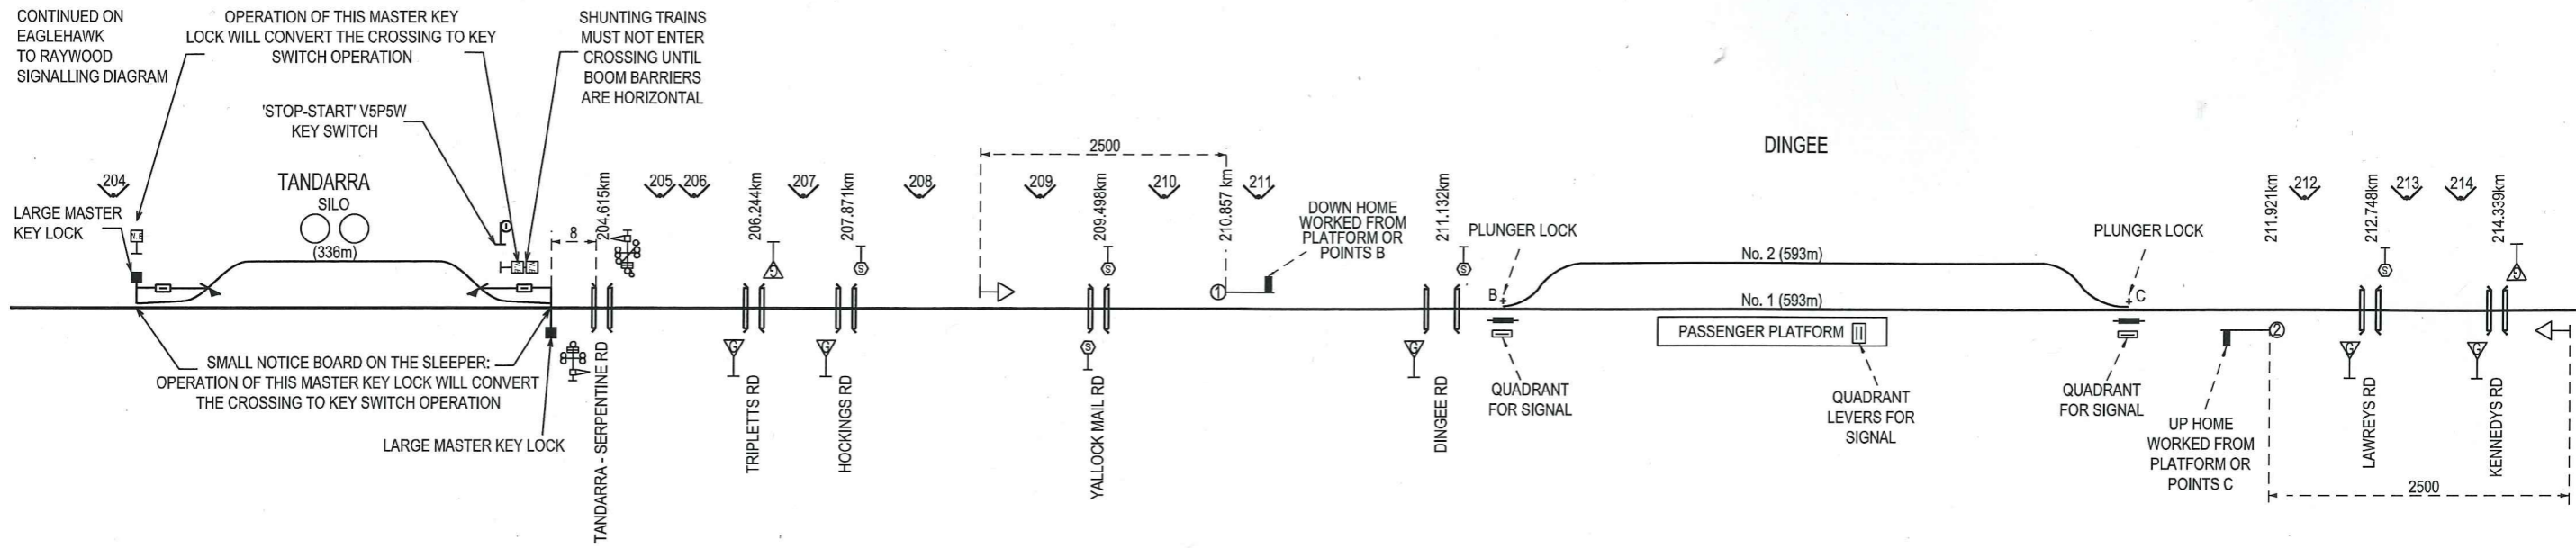 CONTINUED ON
EAGLEHAWK
TO RAYWOOD
SIGNALLING DIAGRAM
OPERATION OF THIS MASTER KEY
LOCK WILL CONVERT THE CROSSING TO KEY
SWITCH OPERATION
SHUNTING TRAINS
MUST NOT ENTER
CROSSING UNTIL
BOOM BARRIERS
ARE HORIZONTAL
'STOP-START' V5P5W
KEY SWITCH
204
TANDARRA
SILO
(336m)
LARGE MASTER
KEY LOCK
N.B
8
204.615km
205
206
206.244km
207
207.871km
208
2500
209
209.498km
210
210.857 km
211
DOWN HOME
WORKED FROM
PLATFORM OR
POINTS B
1
211.132km
DINGEE
PLUNGER LOCK
B
No. 2 (593m)
No. 1 (593m)
PASSENGER PLATFORM
PLUNGER LOCK
C
211.921km
212
212.748km
213
214
214.339km
G
S
S
S
S
G
2
SMALL NOTICE BOARD ON THE SLEEPER:
OPERATION OF THIS MASTER KEY LOCK WILL CONVERT
THE CROSSING TO KEY SWITCH OPERATION
LARGE MASTER KEY LOCK
TANDARRA - SERPENTINE RD
G
TRIPLETTS RD
G
HOCKINGS RD
S
YALLOCK MAIL RD
G
DINGEE RD
QUADRANT
FOR SIGNAL
QUADRANT
LEVERS FOR
SIGNAL
QUADRANT
FOR SIGNAL
UP HOME
WORKED FROM
PLATFORM OR
POINTS C
G
LAWREYS RD
G
KENNEDYS RD
2500